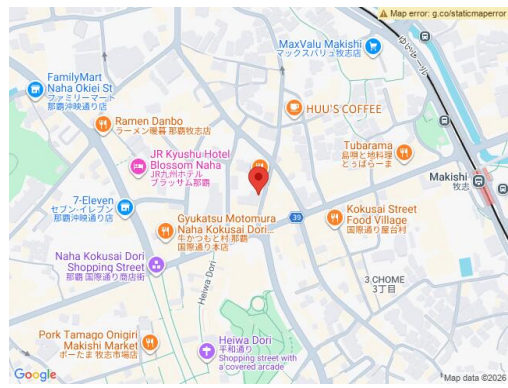 Map error: g.co/staticmaperror
MaxValu Makishi
マックスバリュ牧志店
ゆいレール
FamilyMart
Naha Okiei St
ファミリーマート
那覇沖映通り店
HUU'S COFFEE
Ramen Danbo
ラーメン暖暮 那覇牧志店
JR Kyushu Hotel
Blossom Naha
JR九州ホテル
ブラッサム那覇
Tubarama
島唄と地料理
とぅばらーま
Makishi
牧志
7-Eleven
セブン-イレブン
那覇沖映通り店
Gyukatsu Motomura
Naha Kokusai Dori...
牛かつもと村 那覇
国際通り本店
39
Kokusai Street
Food Village
国際通り屋台村
Naha Kokusai Dori
Shopping Street
那覇 国際通り商店街
Heiwa Dori
3 CHOME
3丁目
Pork Tamago Onigiri
Makishi Market
ポーたま 牧志市場店
Heiwa Dori
平和通り
Shopping street with
a covered arcade
Google
Map data ©2026